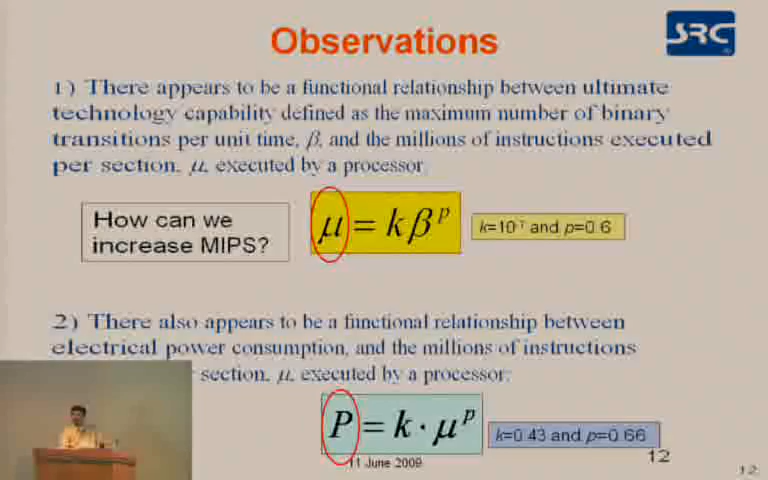 SRC
Observations
1) There appears to be a functional relationship between ultimate
technology capability defined as the maximum number of binary
transitions per unit time, β, and the millions of instructions executed
per section, μ, executed by a processor.
How can we
increase MIPS?
μ = kβᵖ
k=10⁻⁷ and p=0.6
2) There also appears to be a functional relationship between
electrical power consumption, and the millions of instructions
section, μ, executed by a processor:
P = k · μᵖ
k=0.43 and p=0.66
11 June 2009
12
12